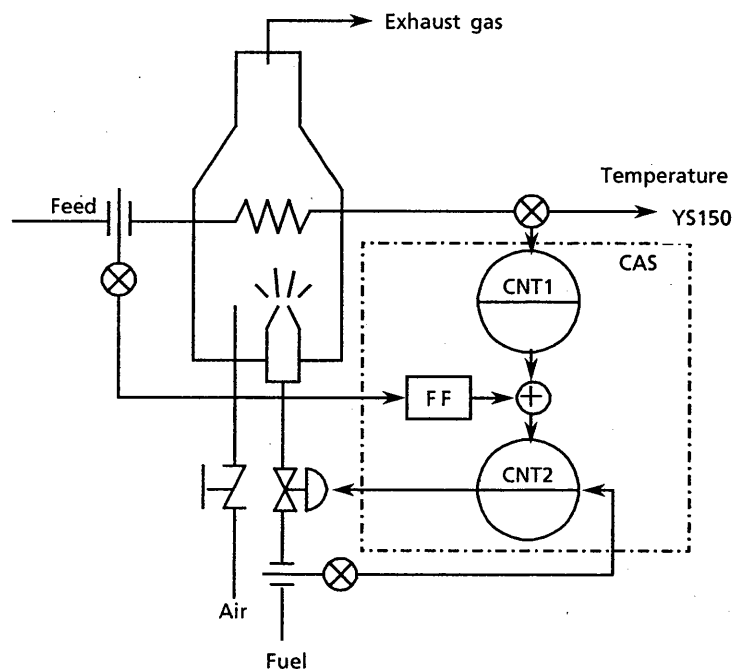 Exhaust gas
Temperature
Feed
YS150
CAS
CNT1
FF
CNT2
Air
Fuel